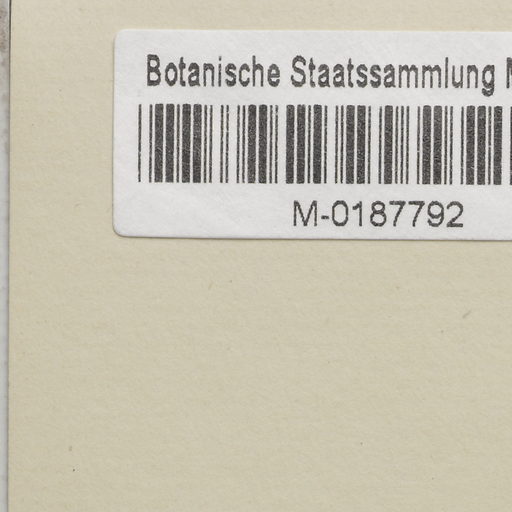 Botanische Staatssammlung
M-0187792